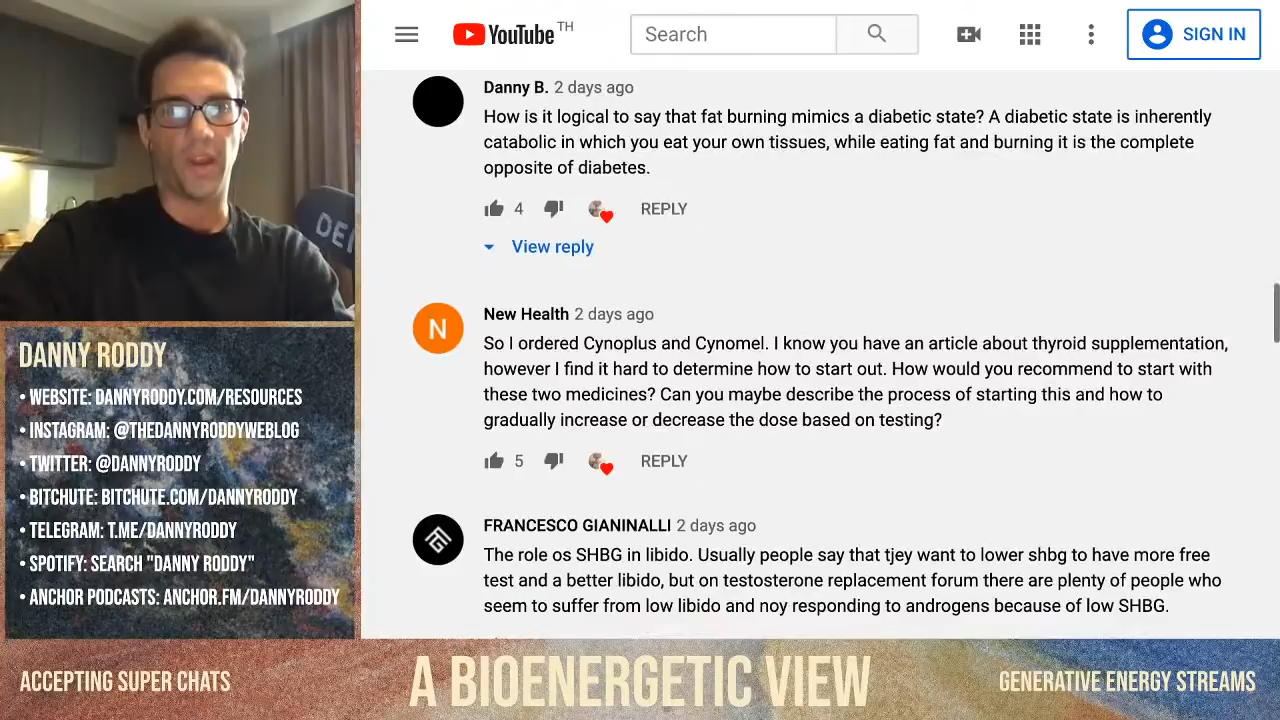 YouTube TH
Search
SIGN IN
Danny B. 2 days ago
How is it logical to say that fat burning mimics a diabetic state? A diabetic state is inherently
catabolic in which you eat your own tissues, while eating fat and burning it is the complete
opposite of diabetes.
4
REPLY
View reply
N
New Health 2 days ago
So I ordered Cynoplus and Cynomel. I know you have an article about thyroid supplementation,
however I find it hard to determine how to start out. How would you recommend to start with
these two medicines? Can you maybe describe the process of starting this and how to
gradually increase or decrease the dose based on testing?
5
REPLY
FRANCESCO GIANINALLI 2 days ago
The role os SHBG in libido. Usually people say that tjey want to lower shbg to have more free
test and a better libido, but on testosterone replacement forum there are plenty of people who
seem to suffer from low libido and noy responding to androgens because of low SHBG.
DANNY RODDY
• WEBSITE: DANNYRODDY.COM/RESOURCES
• INSTAGRAM: @THEDANNYRODDYWEBLOG
• TWITTER: @DANNYRODDY
• BITCHUTE: BITCHUTE.COM/DANNYRODDY
• TELEGRAM: T.ME/DANNYRODDY
• SPOTIFY: SEARCH "DANNY RODDY"
• ANCHOR PODCASTS: ANCHOR.FM/DANNYRODDY
ACCEPTING SUPER CHATS
A BIOENERGETIC VIEW
GENERATIVE ENERGY STREAMS